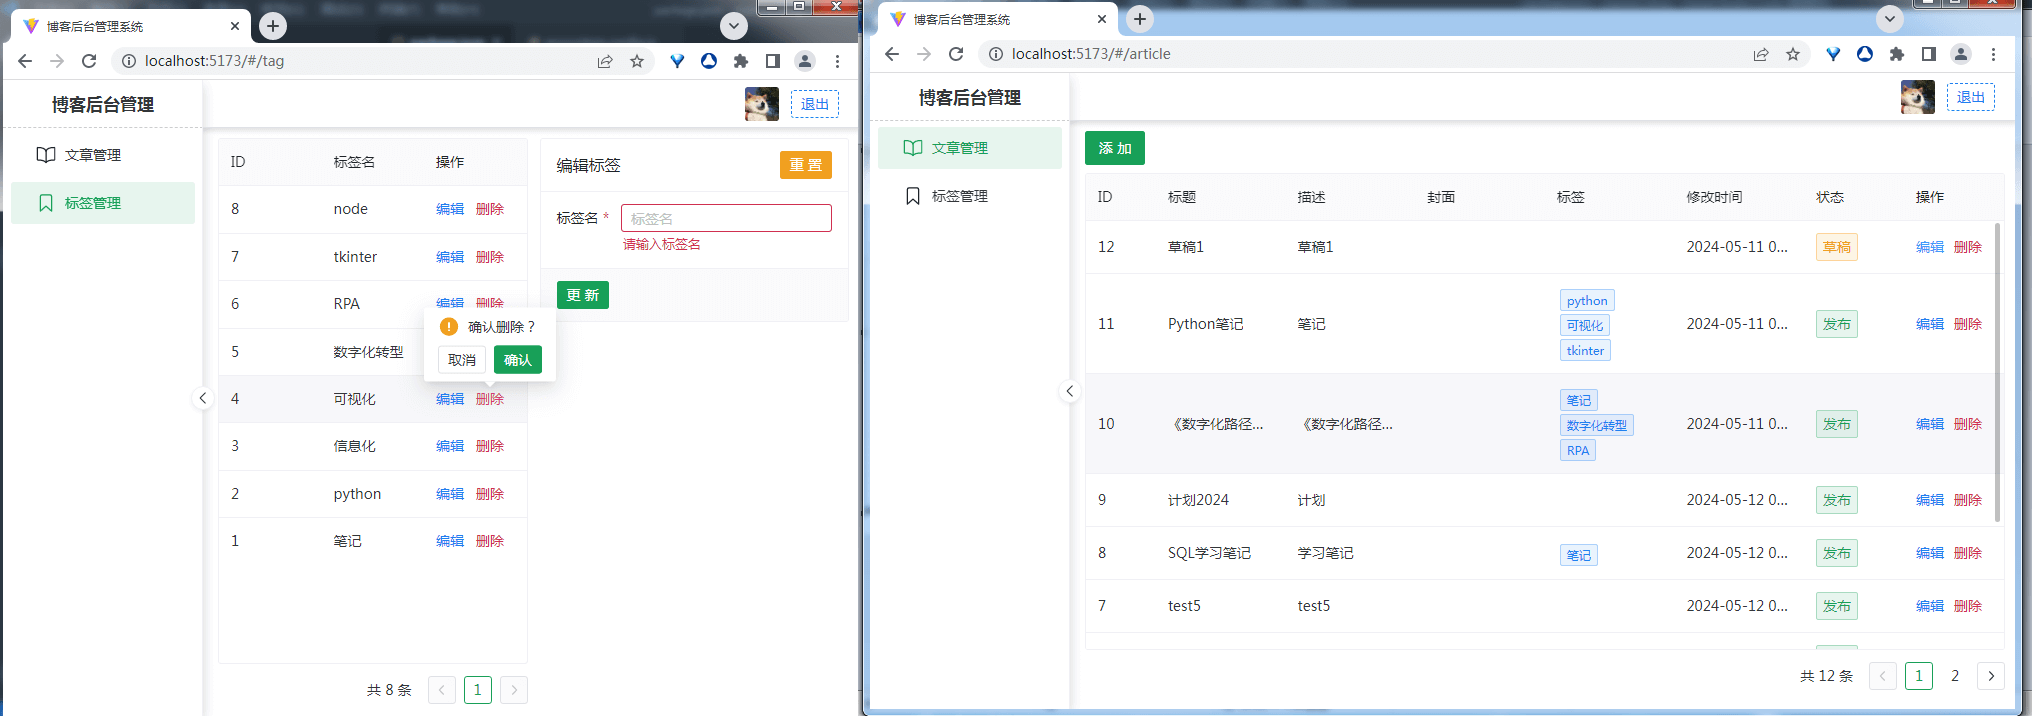 博客后台管理系统
localhost:5173/#/tag
博客后台管理
退出
文章管理
标签管理
ID 标签名 操作
8 node 编辑 删除
7 tkinter 编辑 删除
6 RPA 编辑 删除
5 数字化转型
4 可视化 编辑 删除
3 信息化 编辑 删除
2 python 编辑 删除
1 笔记 编辑 删除
确认删除？
取消 确认
共 8 条 1
编辑标签 重 置
标签名 * 标签名
请输入标签名
更 新
博客后台管理系统
localhost:5173/#/article
博客后台管理
退出
文章管理
标签管理
添 加
ID 标题 描述 封面 标签 修改时间 状态 操作
12 草稿1 草稿1 2024-05-11 0... 草稿 编辑 删除
python
可视化
tkinter
11 Python笔记 笔记 2024-05-11 0... 发布 编辑 删除
笔记
数字化转型
RPA
10 《数字化路径... 《数字化路径... 2024-05-11 0... 发布 编辑 删除
9 计划2024 计划 2024-05-12 0... 发布 编辑 删除
8 SQL学习笔记 学习笔记 笔记 2024-05-12 0... 发布 编辑 删除
7 test5 test5 2024-05-12 0... 发布 编辑 删除
共 12 条 1 2